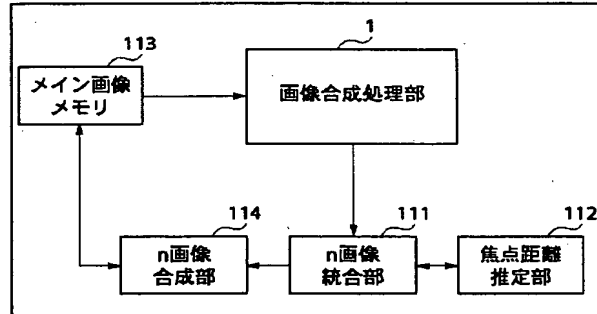 113
メイン画像
メモリ
1
画像合成処理部
114
n画像
合成部
111
n画像
統合部
112
焦点距離
推定部